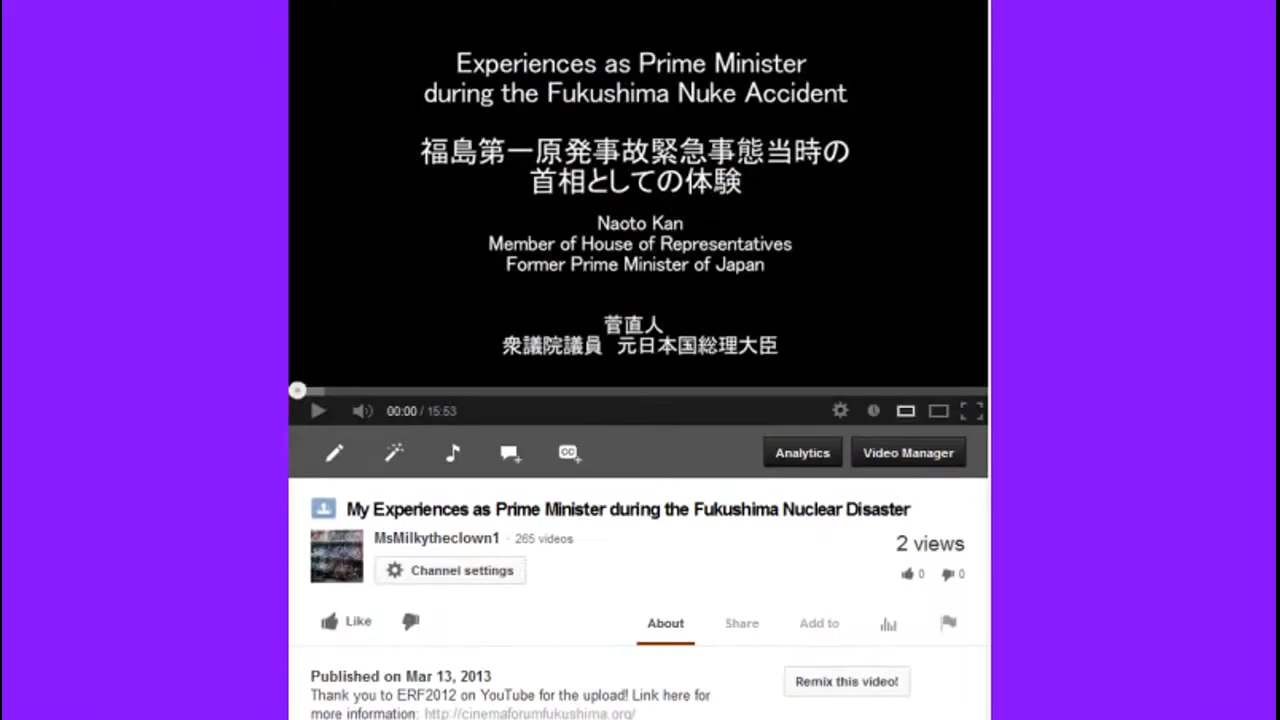 Experiences as Prime Minister
during the Fukushima Nuke Accident
福島第一原発事故緊急事態当時の
首相としての体験
Naoto Kan
Member of House of Representatives
Former Prime Minister of Japan
菅直人
衆議院議員 元日本国総理大臣
00:00 / 15:53
CC
Analytics
Video Manager
My Experiences as Prime Minister during the Fukushima Nuclear Disaster
MsMilkytheclown1 · 265 videos
2 views
Channel settings
0 0
Like
About Share Add to
Published on Mar 13, 2013
Remix this video!
Thank you to ERF2012 on YouTube for the upload! Link here for
more information: http://cinemaforumfukushima.org/